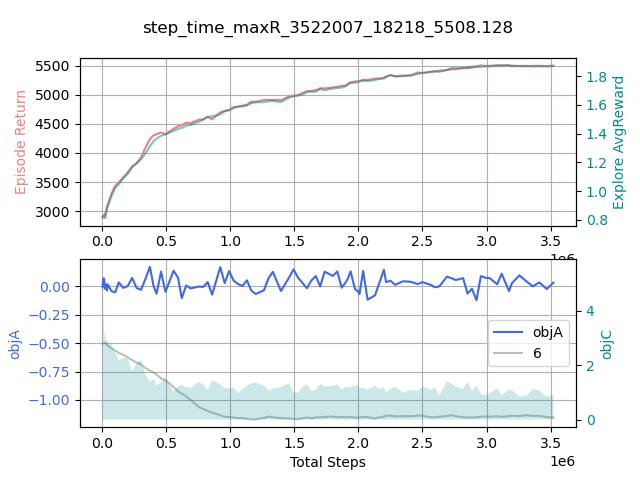 step_time_maxR_3522007_18218_5508.128
Episode Return
5500
5000
4500
4000
3500
3000
1.8
1.6
1.4
1.2
1.0
0.8
Explore AvgReward
0.0 0.5 1.0 1.5 2.0 2.5 3.0 3.5
objA
0.00
−0.25
−0.50
−0.75
−1.00
objA
6
4
2
0
objC
0.0 0.5 1.0 1.5 2.0 2.5 3.0 3.5
Total Steps
1e6